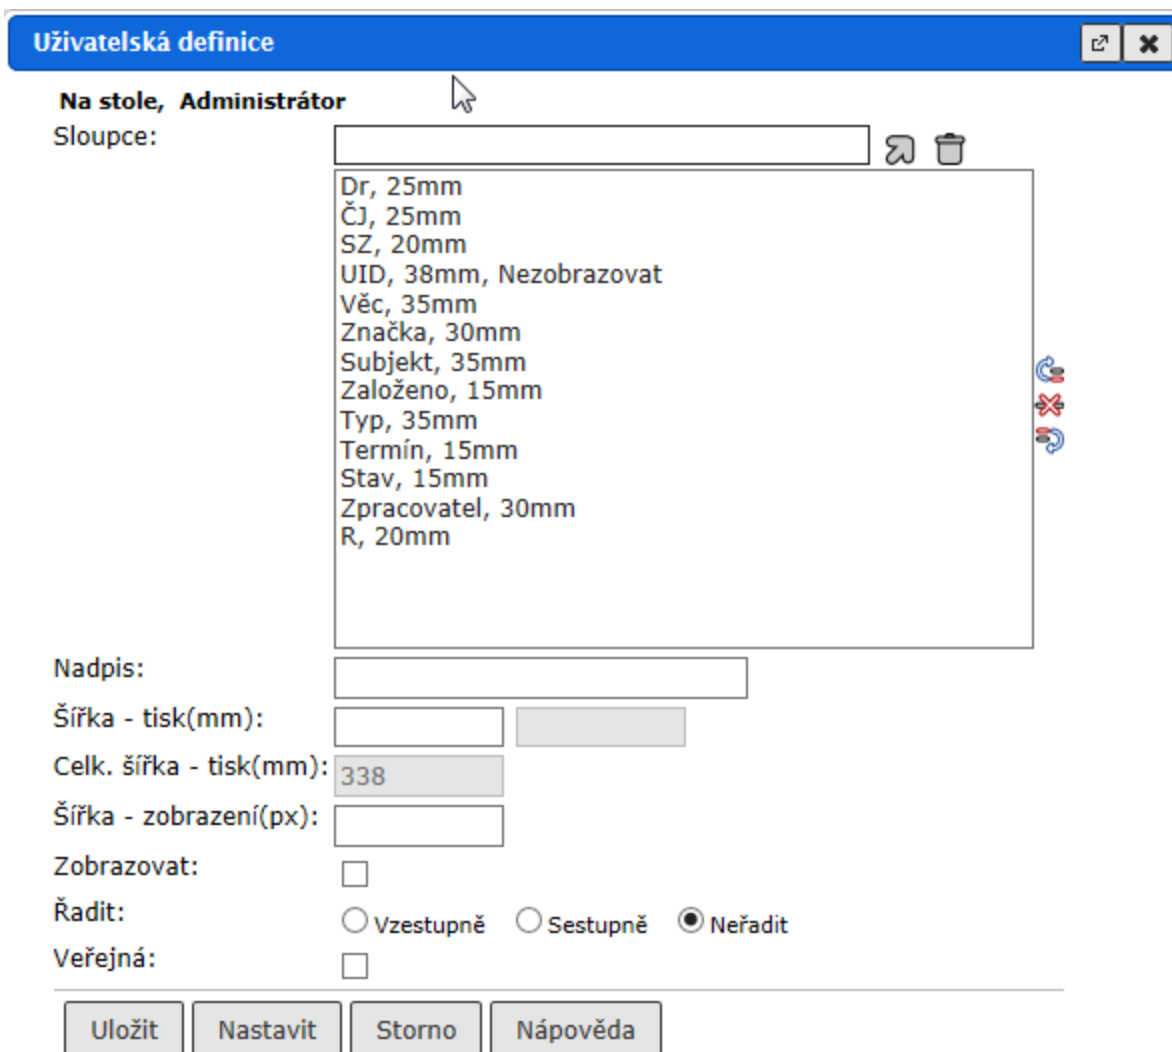 Uživatelská definice
Na stole, Administrátor
Sloupce:
Dr, 25mm
ČJ, 25mm
SZ, 20mm
UID, 38mm, Nezobrazovat
Věc, 35mm
Značka, 30mm
Subjekt, 35mm
Založeno, 15mm
Typ, 35mm
Termín, 15mm
Stav, 15mm
Zpracovatel, 30mm
R, 20mm
Nadpis:
Šířka - tisk(mm):
Celk. šířka - tisk(mm): 338
Šířka - zobrazení(px):
Zobrazovat:
Řadit: Vzestupně Sestupně Neřadit
Veřejná:
Uložit Nastavit Storno Nápověda